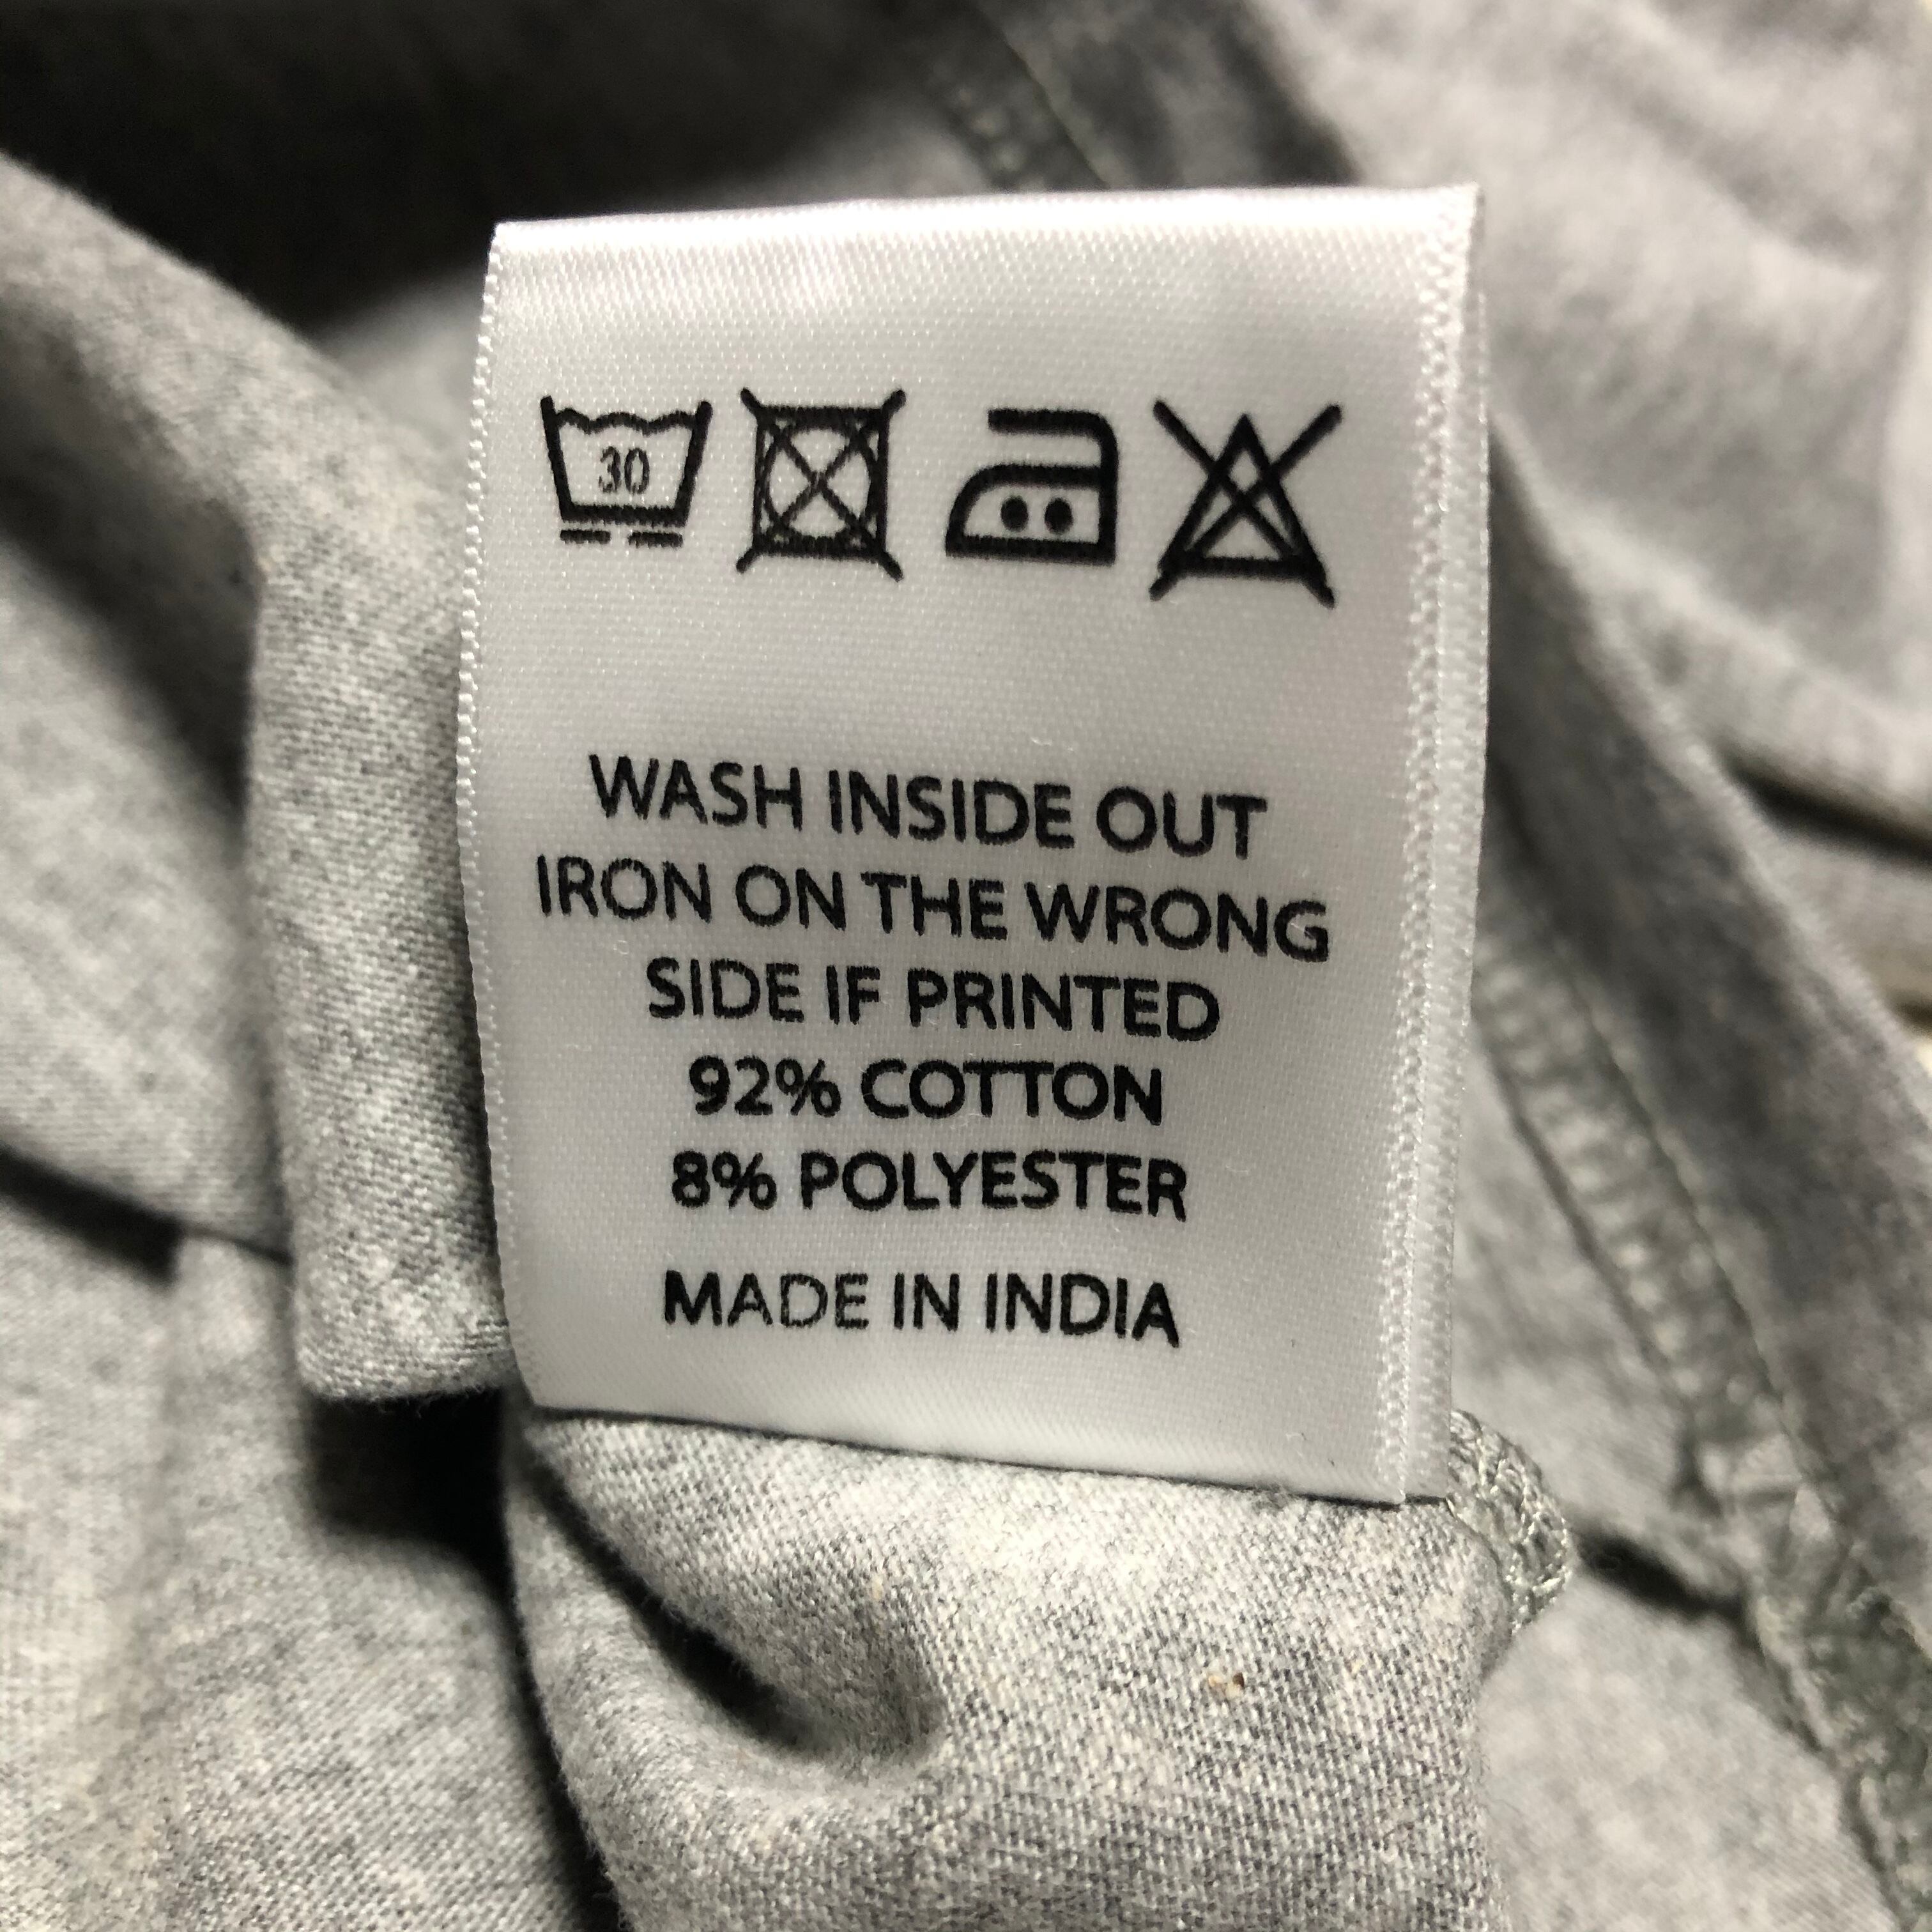 30
WASH INSIDE OUT
IRON ON THE WRONG
SIDE IF PRINTED
92% COTTON
8% POLYESTER
MADE IN INDIA